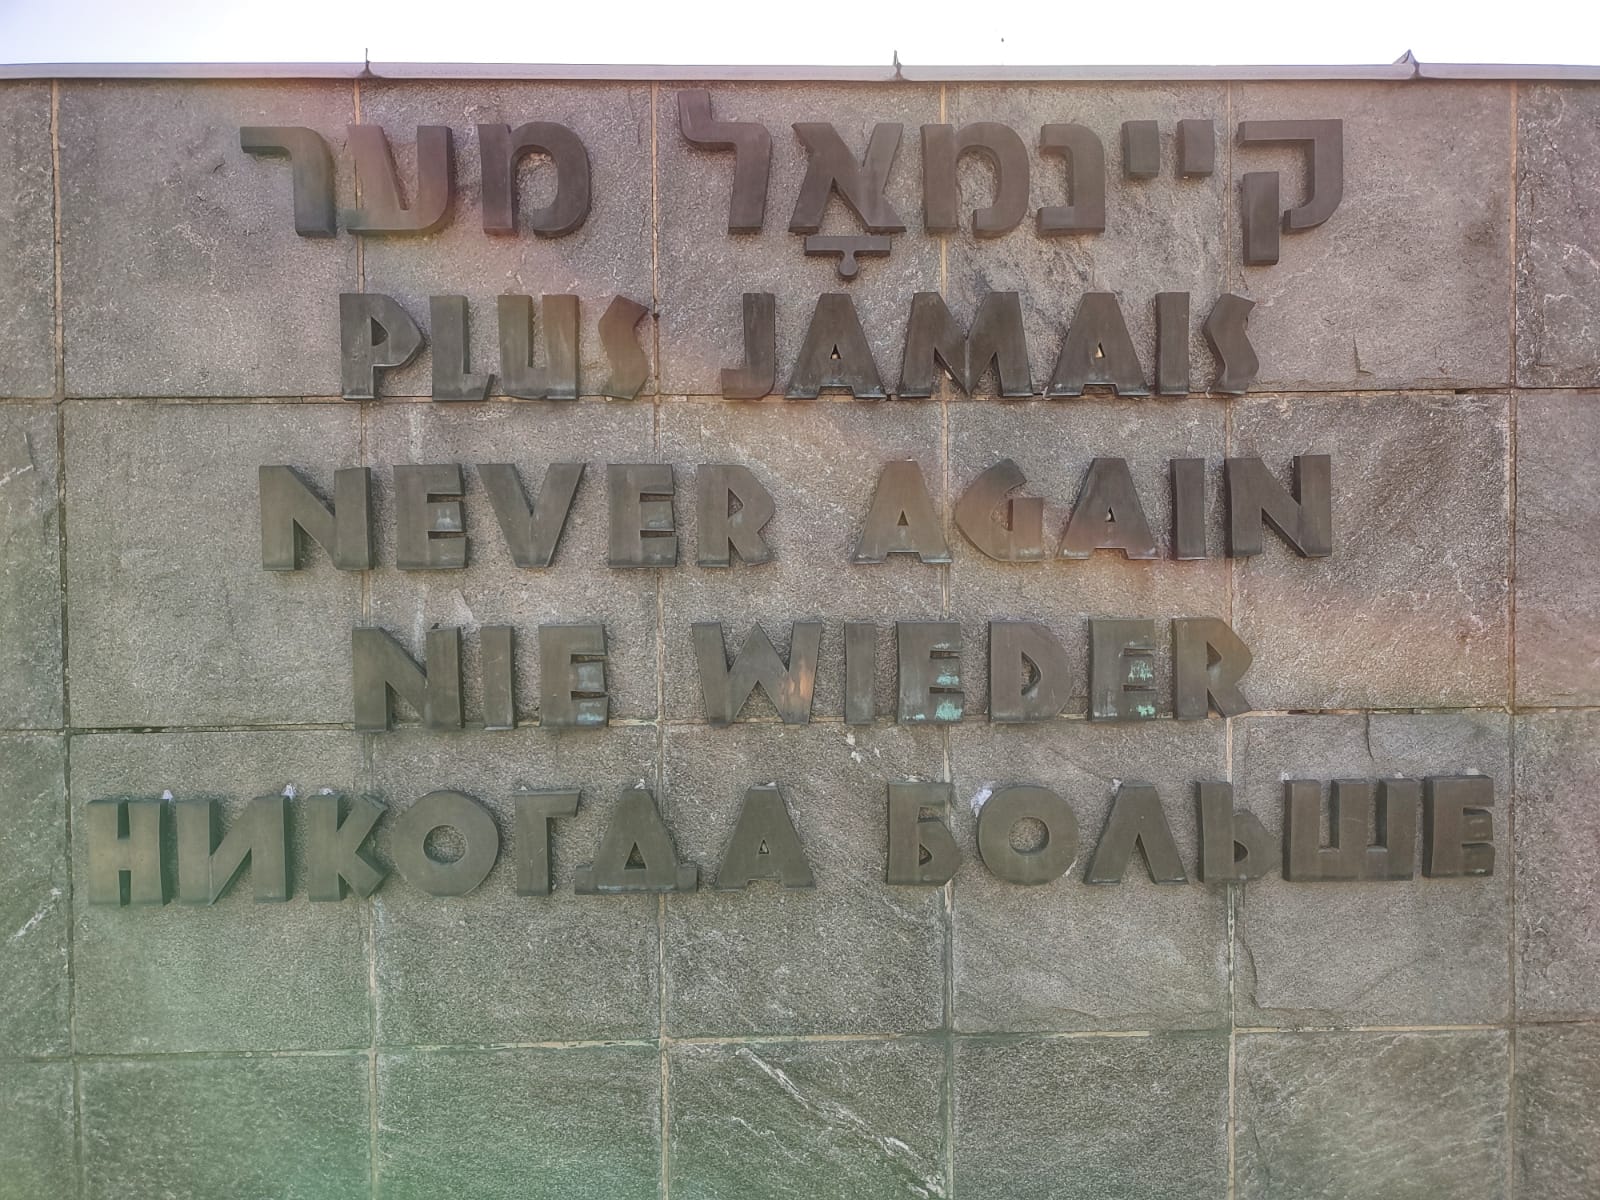 קיינמאָל מער
PLUS JAMAIS
NEVER AGAIN
NIE WIEDER
НИКОГДА БОЛЬШЕ